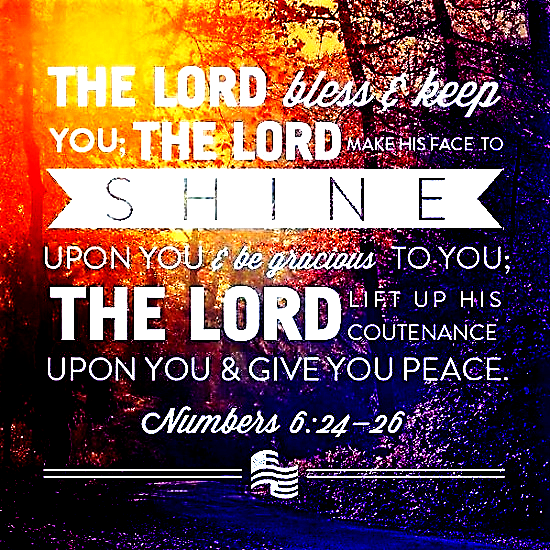 THE LORD bless & keep
YOU; THE LORD MAKE HIS FACE TO
SHINE
UPON YOU & be gracious TO YOU;
THE LORD LIFT UP HIS
COUTENANCE
UPON YOU & GIVE YOU PEACE.
Numbers 6:24-26